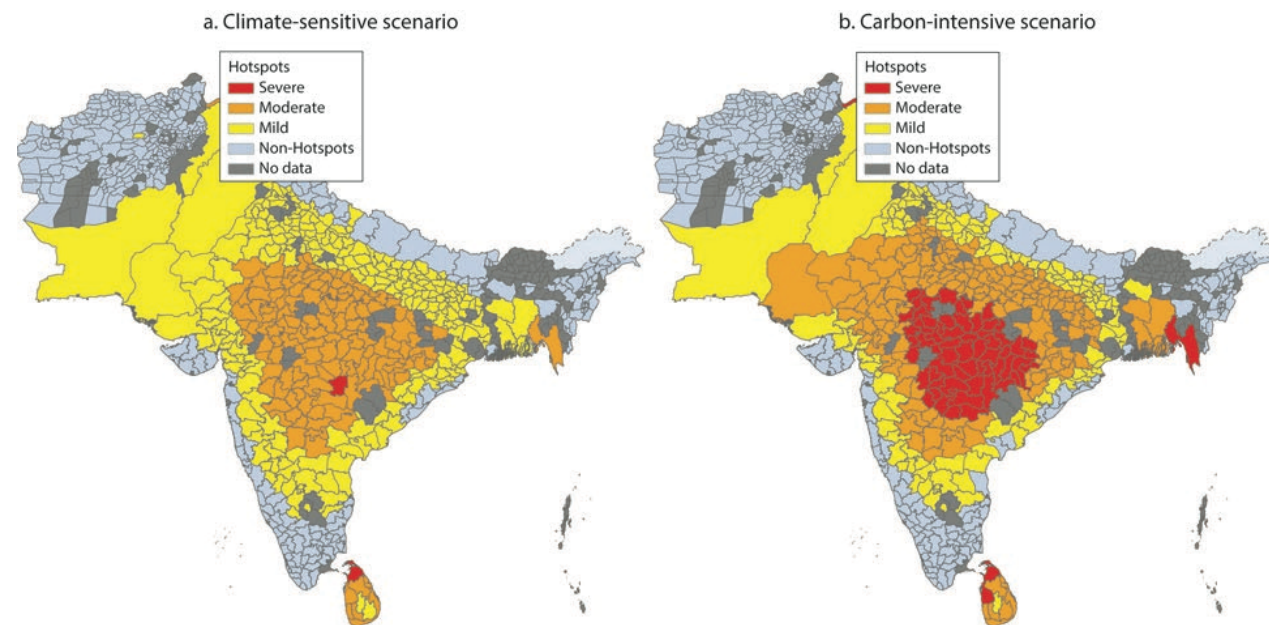 a. Climate-sensitive scenario
Hotspots
Severe
Moderate
Mild
Non-Hotspots
No data
b. Carbon-intensive scenario
Hotspots
Severe
Moderate
Mild
Non-Hotspots
No data